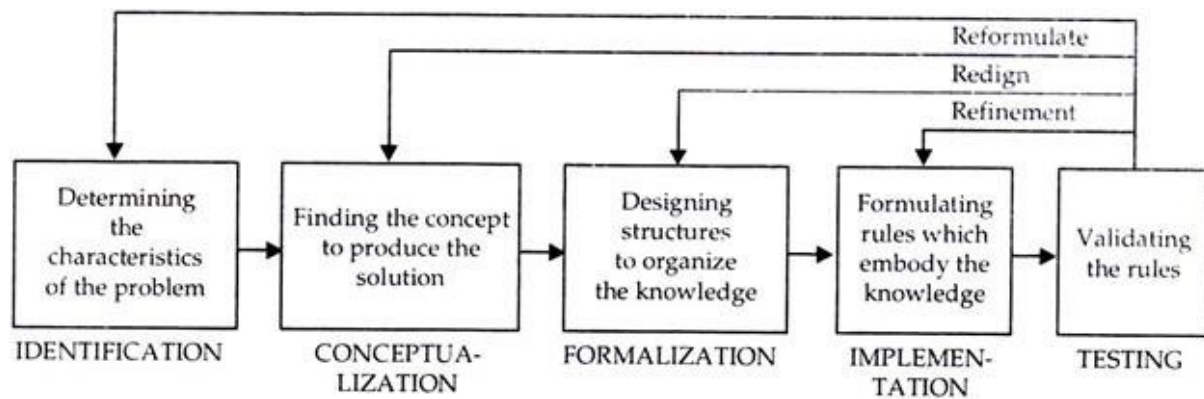 Reformulate
Redign
Refinement
Determining
the
characteristics
of the problem
Finding the concept
to produce the
solution
Designing
structures
to organize
the knowledge
Formulating
rules which
embody the
knowledge
Validating
the rules
IDENTIFICATION
CONCEPTUA-
LIZATION
FORMALIZATION
IMPLEMEN-
TATION
TESTING